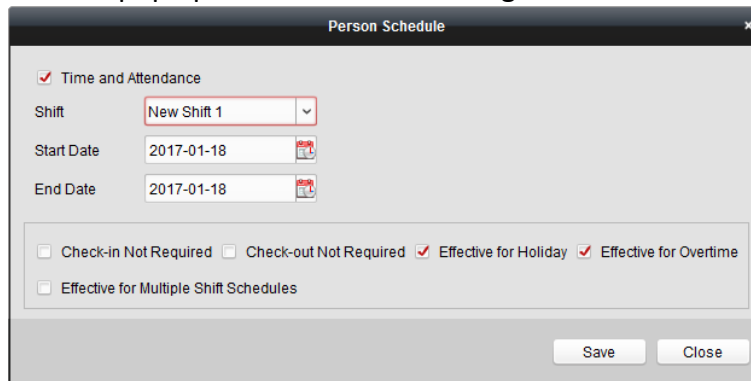 Person Schedule
Time and Attendance
Shift New Shift 1
Start Date 2017-01-18
End Date 2017-01-18
Check-in Not Required Check-out Not Required Effective for Holiday Effective for Overtime
Effective for Multiple Shift Schedules
Save Close